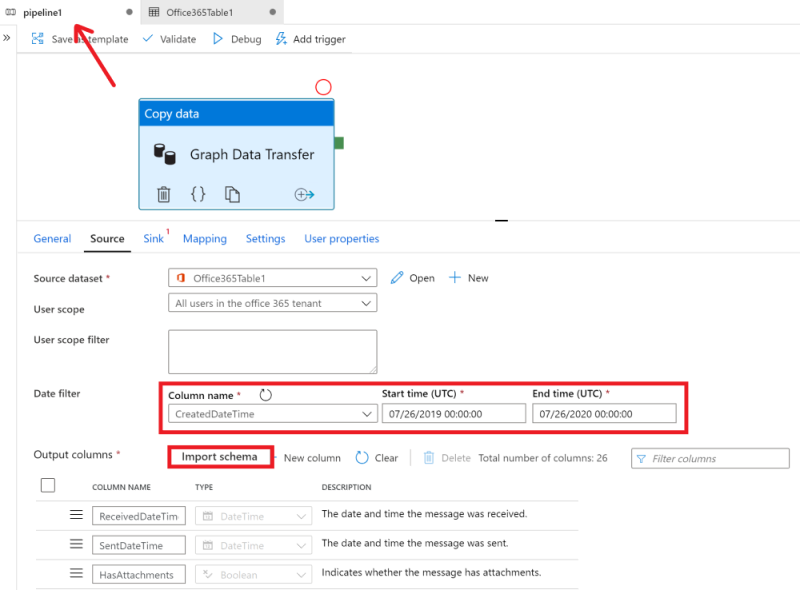 pipeline1
Office365Table1
Save as template Validate Debug Add trigger
Copy data
Graph Data Transfer
General Source Sink 1 Mapping Settings User properties
Source dataset * Office365Table1 Open New
User scope All users in the office 365 tenant
User scope filter
Date filter Column name * Start time (UTC) * End time (UTC) *
CreatedDateTime 07/26/2019 00:00:00 07/26/2020 00:00:00
Output columns * Import schema New column Clear Delete Total number of columns: 26 Filter columns
COLUMN NAME TYPE DESCRIPTION
ReceivedDateTim DateTime The date and time the message was received.
SentDateTime DateTime The date and time the message was sent.
HasAttachments Boolean Indicates whether the message has attachments.